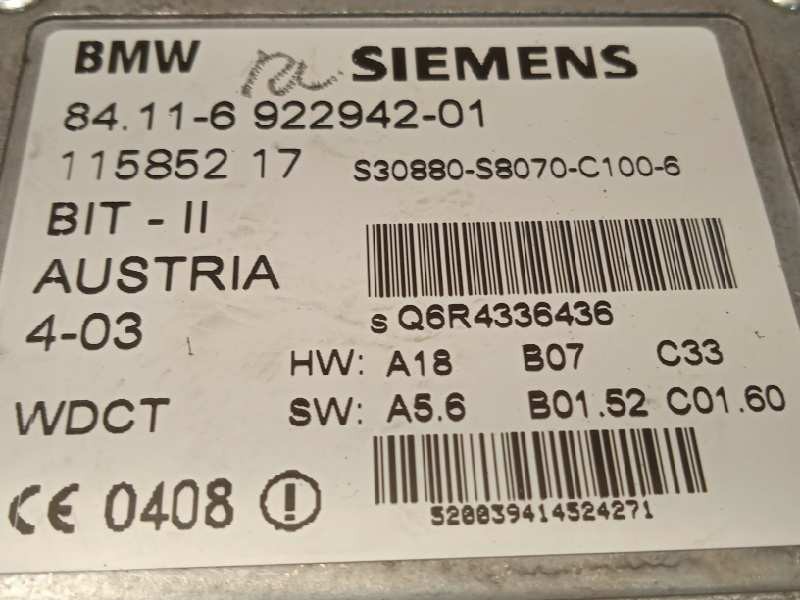 BMW SIEMENS
84.11-6 922942-01
115852 17 S30880-S8070-C100-6
BIT - II
AUSTRIA
4-03 s Q6R4336436
HW: A18 B07 C33
WDCT SW: A5.6 B01.52 C01.60
CE 0408
520039414524271